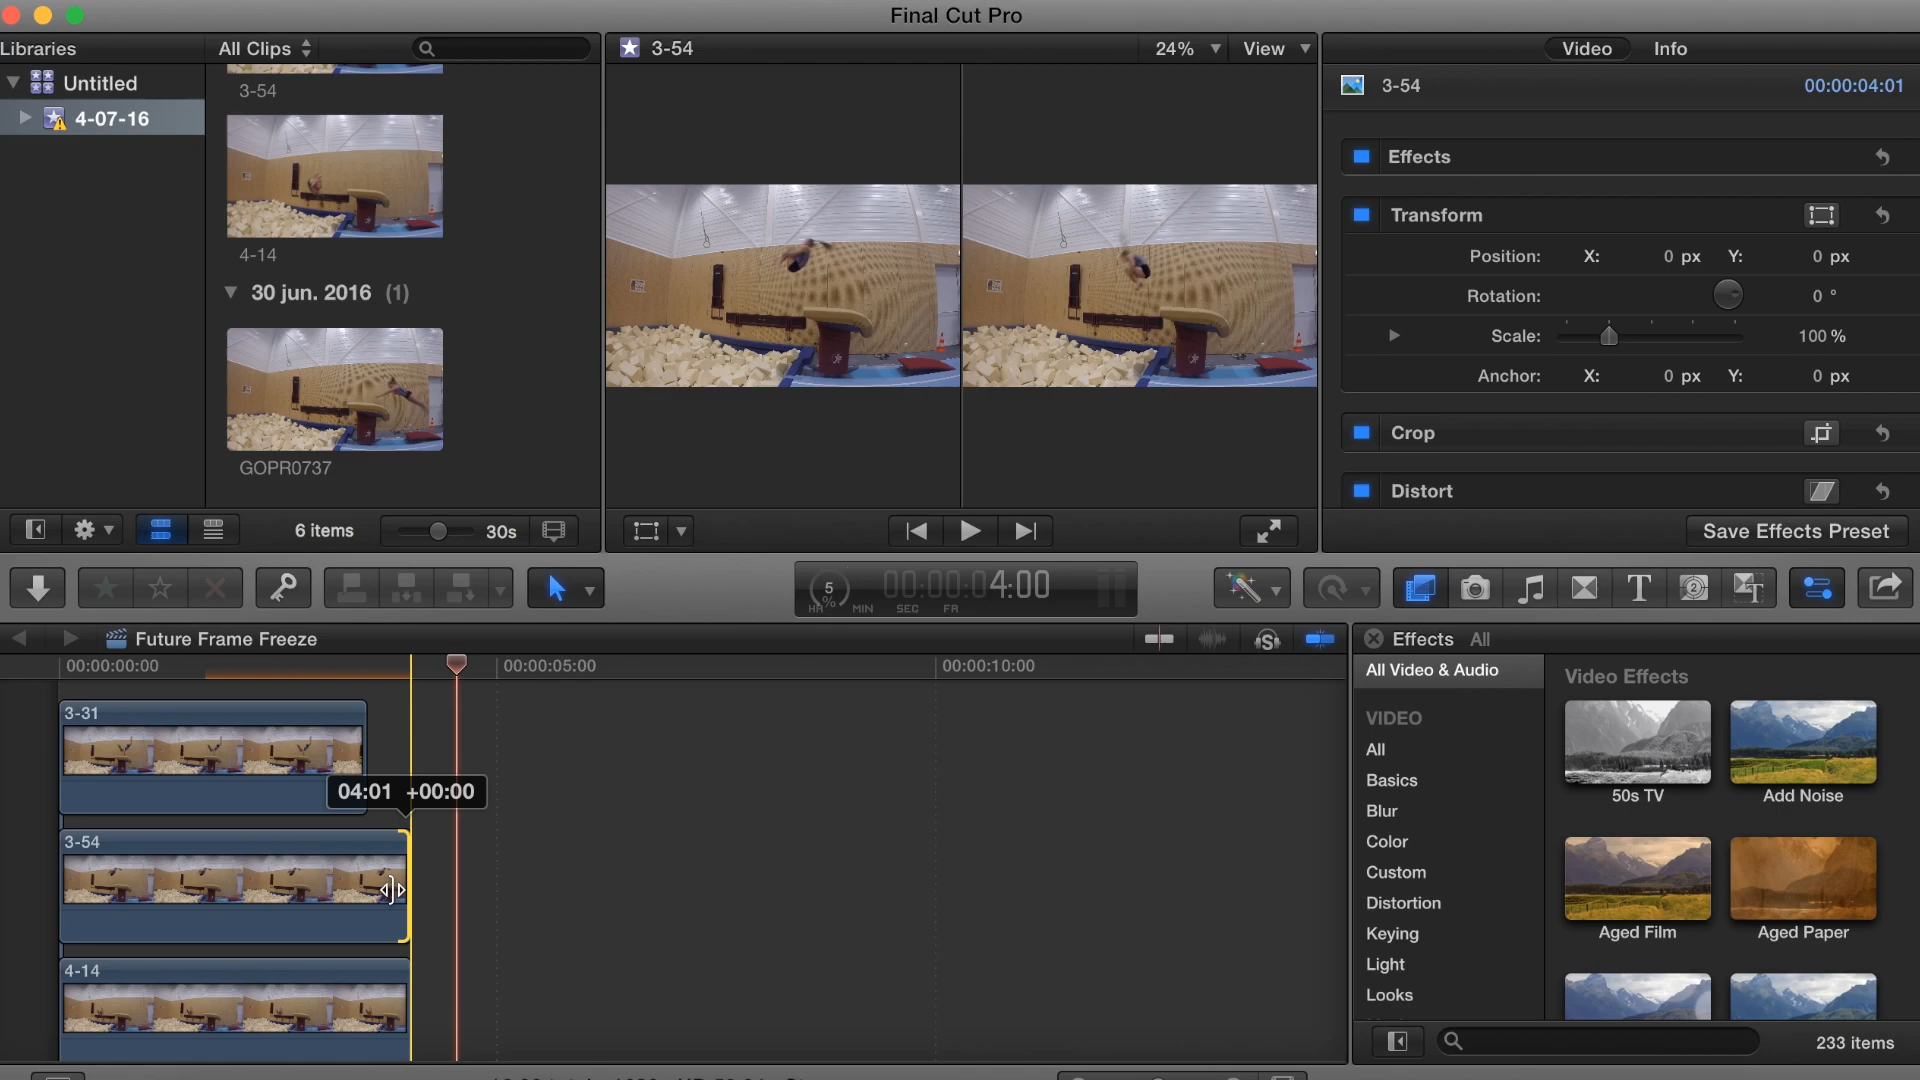 Final Cut Pro
Libraries
All Clips
3-54
24%
View
Video
Info
Untitled
4-07-16
3-54
3-54
00:00:04:01
4-14
30 jun. 2016 (1)
GOPR0737
Effects
Transform
Position: X: 0 px Y: 0 px
Rotation: 0 °
Scale: 100 %
Anchor: X: 0 px Y: 0 px
Crop
Distort
6 items
30s
Save Effects Preset
5
%
00:00:04:00
HR MIN SEC FR
Future Frame Freeze
Effects All
00:00:00:00
00:00:05:00
00:00:10:00
3-31
04:01 +00:00
3-54
4-14
All Video & Audio
VIDEO
All
Basics
Blur
Color
Custom
Distortion
Keying
Light
Looks
Video Effects
50s TV
Add Noise
Aged Film
Aged Paper
233 items